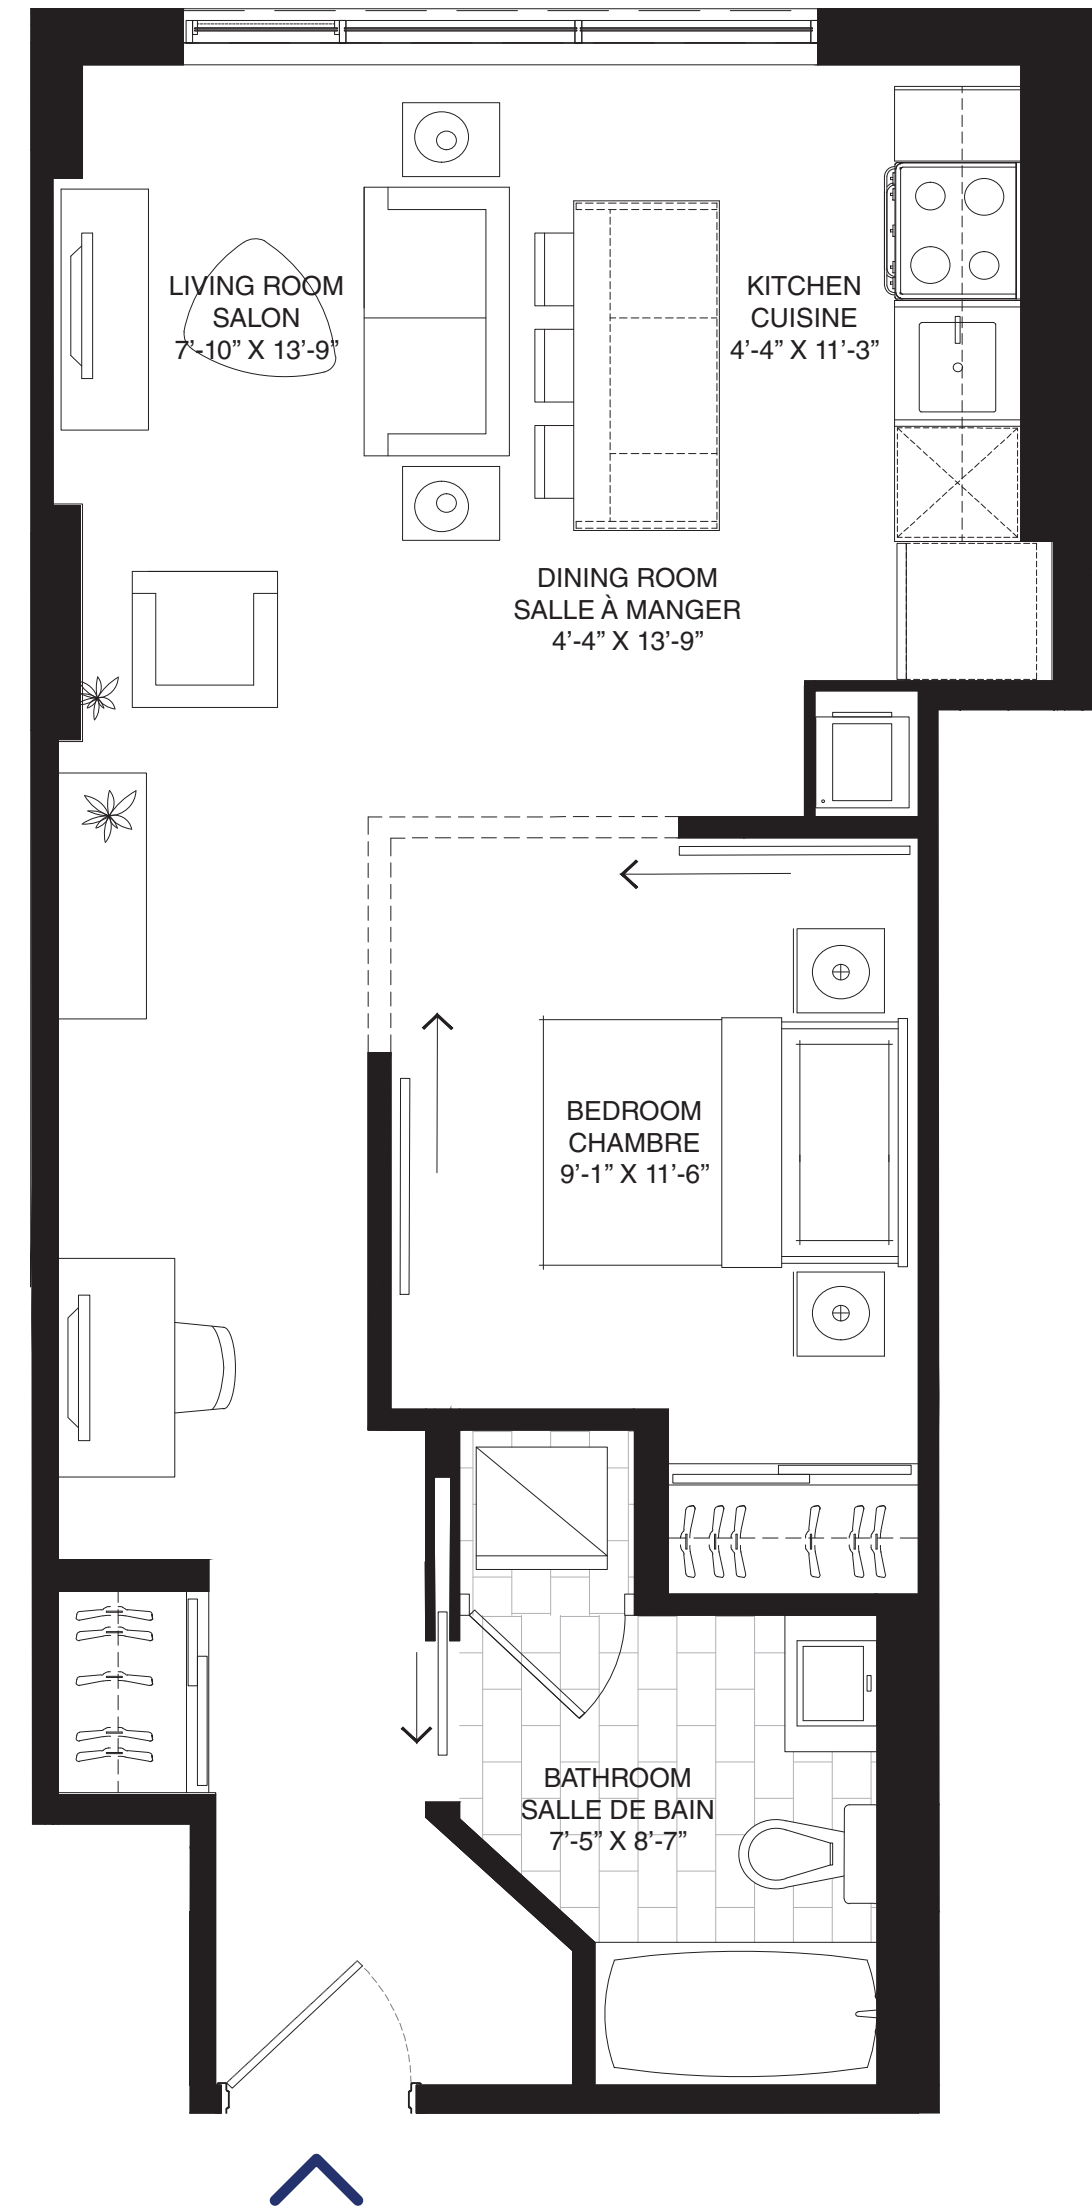 LIVING ROOM
SALON
7’-10” X 13’-9”
KITCHEN
CUISINE
4’-4” X 11’-3”
DINING ROOM
SALLE À MANGER
4’-4” X 13’-9”
BEDROOM
CHAMBRE
9’-1” X 11’-6”
BATHROOM
SALLE DE BAIN
7’-5” X 8’-7”